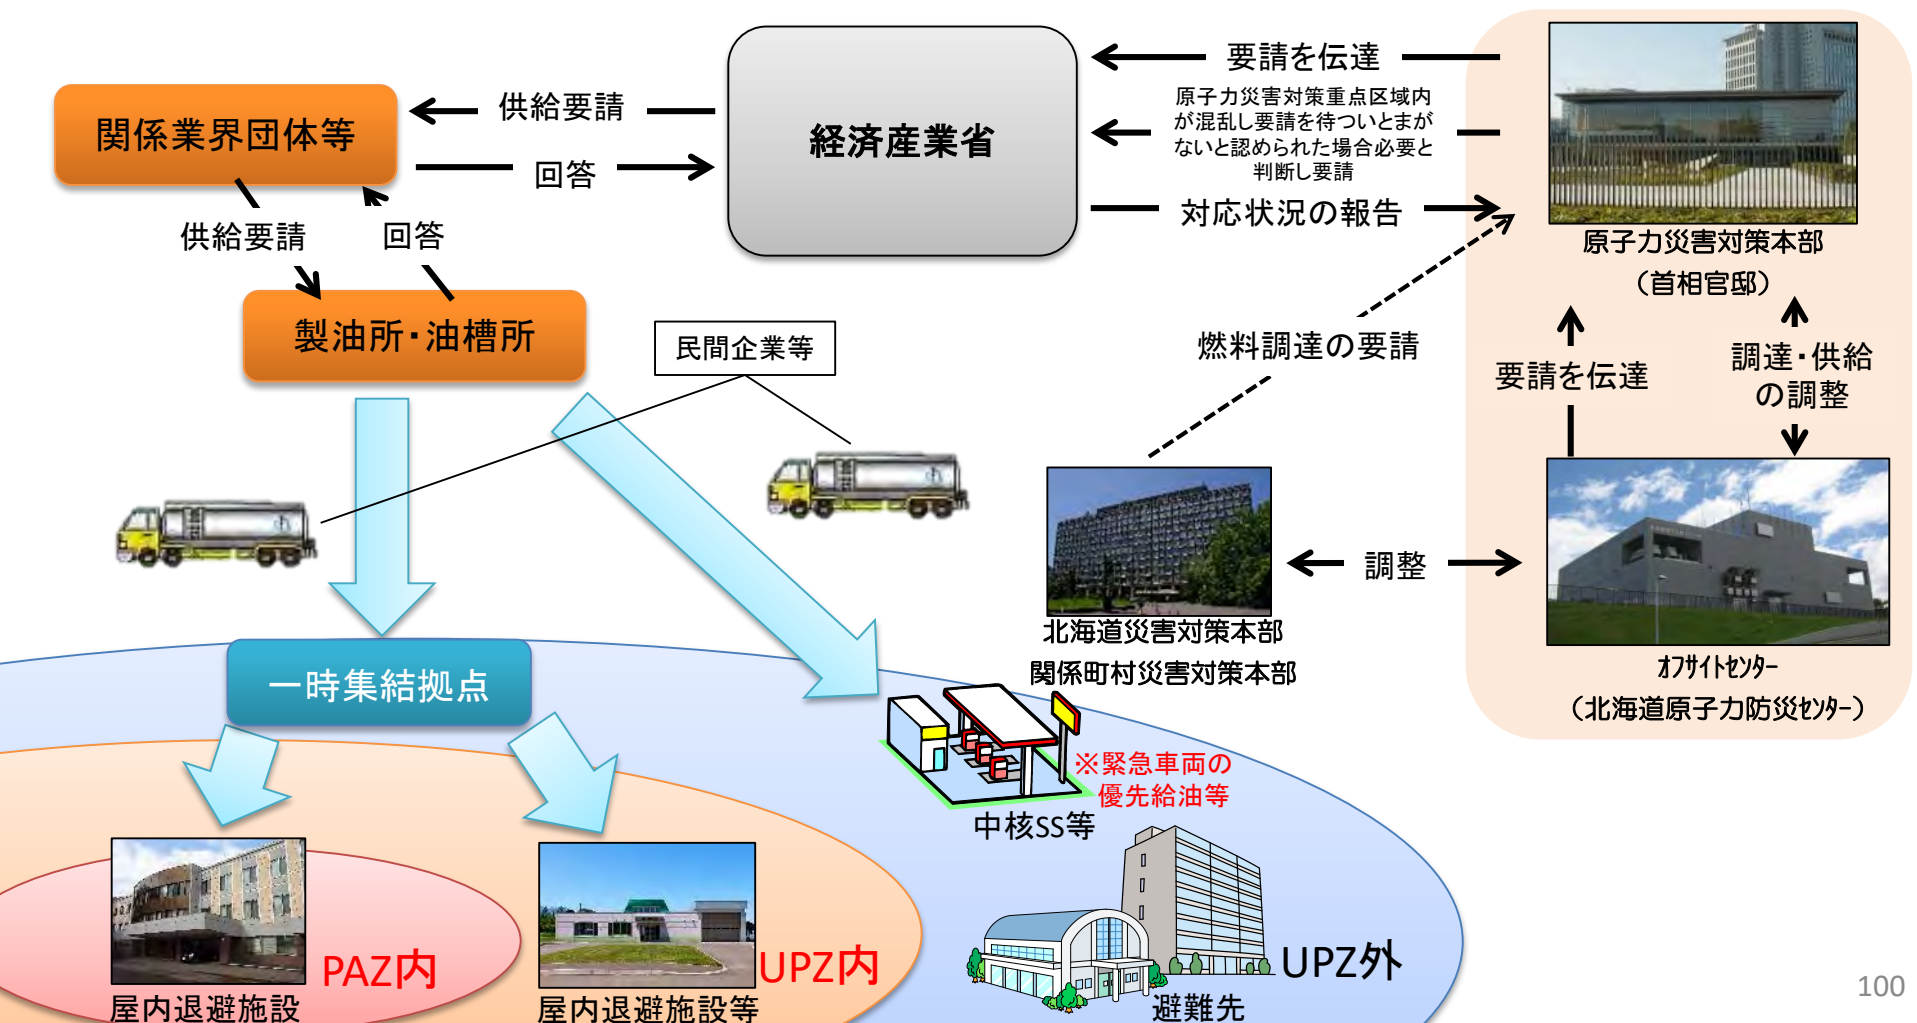 関係業界団体等
供給要請
回答
経済産業省
要請を伝達
原子力災害対策重点区域内
が混乱し要請を待ついとまが
ないと認められた場合必要と
判断し要請
対応状況の報告
原子力災害対策本部
（首相官邸）
供給要請
回答
製油所・油槽所
民間企業等
燃料調達の要請
要請を伝達
調達・供給
の調整
調整
北海道災害対策本部
関係町村災害対策本部
ｵﾌｻｲﾄｾﾝﾀｰ
（北海道原子力防災ｾﾝﾀｰ）
一時集結拠点
※緊急車両の
優先給油等
中核SS等
PAZ内
屋内退避施設
UPZ内
屋内退避施設等
UPZ外
避難先
100